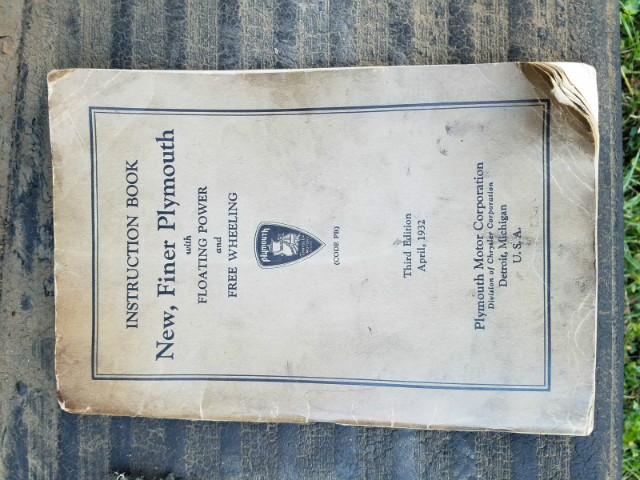 INSTRUCTION BOOK
New, Finer Plymouth
with
FLOATING POWER
and
FREE WHEELING
Plymouth
(CODE PB)
Third Edition
April, 1932
Plymouth Motor Corporation
Division of Chrysler Corporation
Detroit, Michigan
U. S. A.